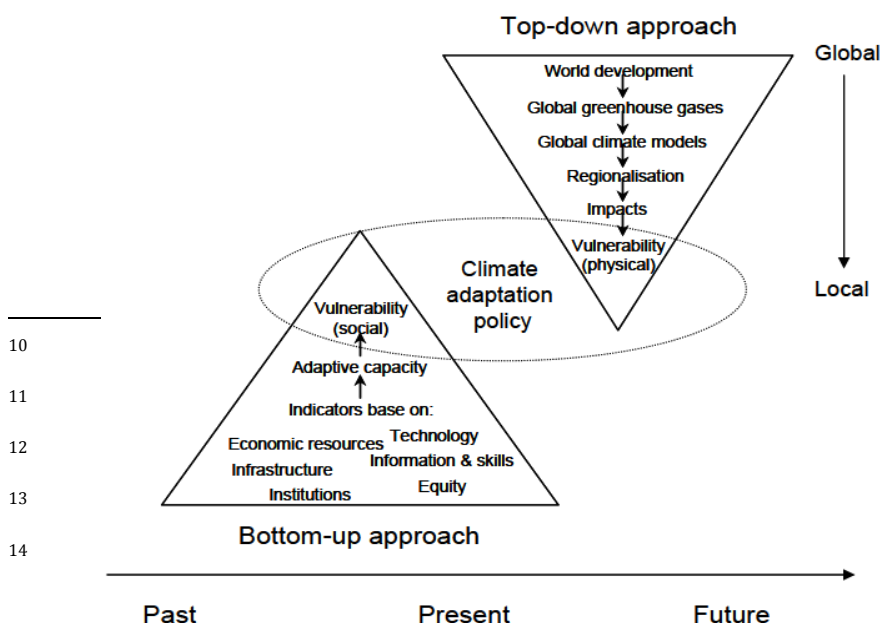 Top-down approach
Global
World development
Global greenhouse gases
Global climate models
Regionalisation
Impacts
Vulnerability
(physical)
Climate
adaptation
policy
Local
Vulnerability
(social)
Adaptive capacity
Indicators base on:
Economic resources
Technology
Infrastructure
Information & skills
Institutions
Equity
Bottom-up approach
10
11
12
13
14
Past
Present
Future